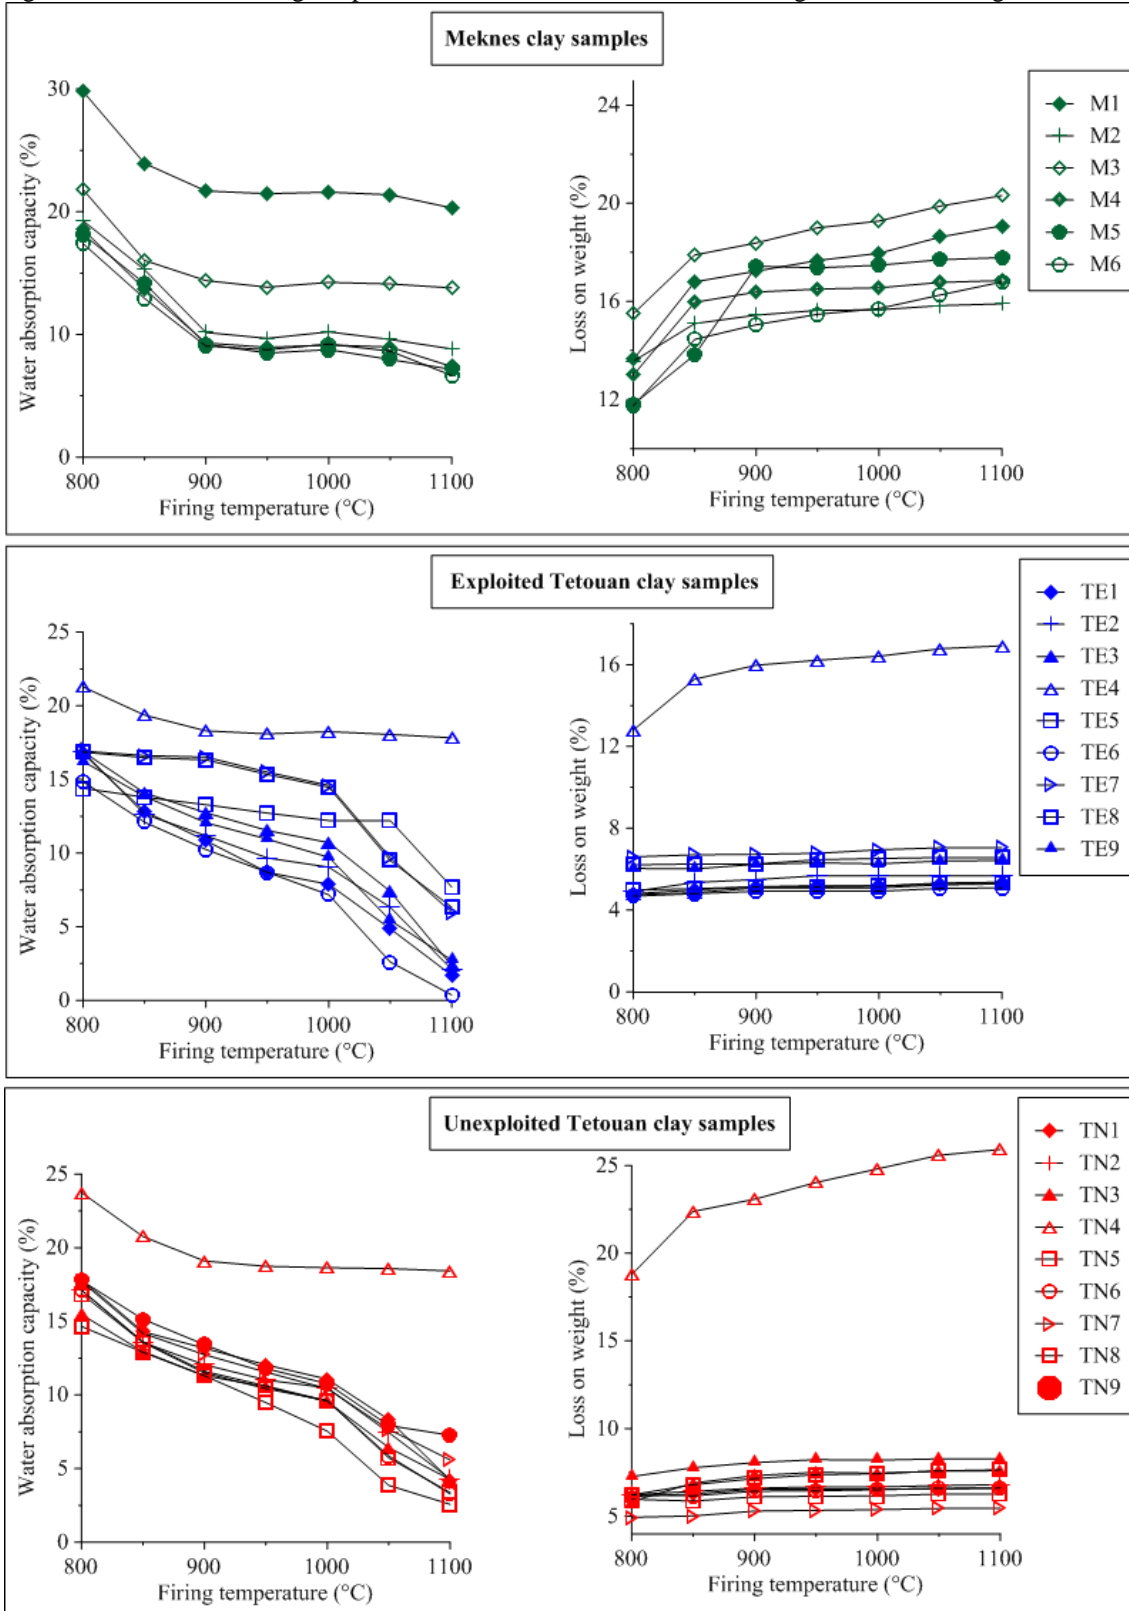 Meknes clay samples
Water absorption capacity (%)
30
20
10
0
800
900
1000
1100
Firing temperature (°C)
Loss on weight (%)
24
20
16
12
800
900
1000
1100
Firing temperature (°C)
M1
M2
M3
M4
M5
M6
Exploited Tetouan clay samples
Water absorption capacity (%)
25
20
15
10
5
0
800
900
1000
1100
Firing temperature (°C)
Loss on weight (%)
16
12
8
4
0
800
900
1000
1100
Firing temperature (°C)
TE1
TE2
TE3
TE4
TE5
TE6
TE7
TE8
TE9
Unexploited Tetouan clay samples
Water absorption capacity (%)
25
20
15
10
5
0
800
900
1000
1100
Firing temperature (°C)
Loss on weight (%)
25
20
15
10
5
800
900
1000
1100
Firing temperature (°C)
TN1
TN2
TN3
TN4
TN5
TN6
TN7
TN8
TN9